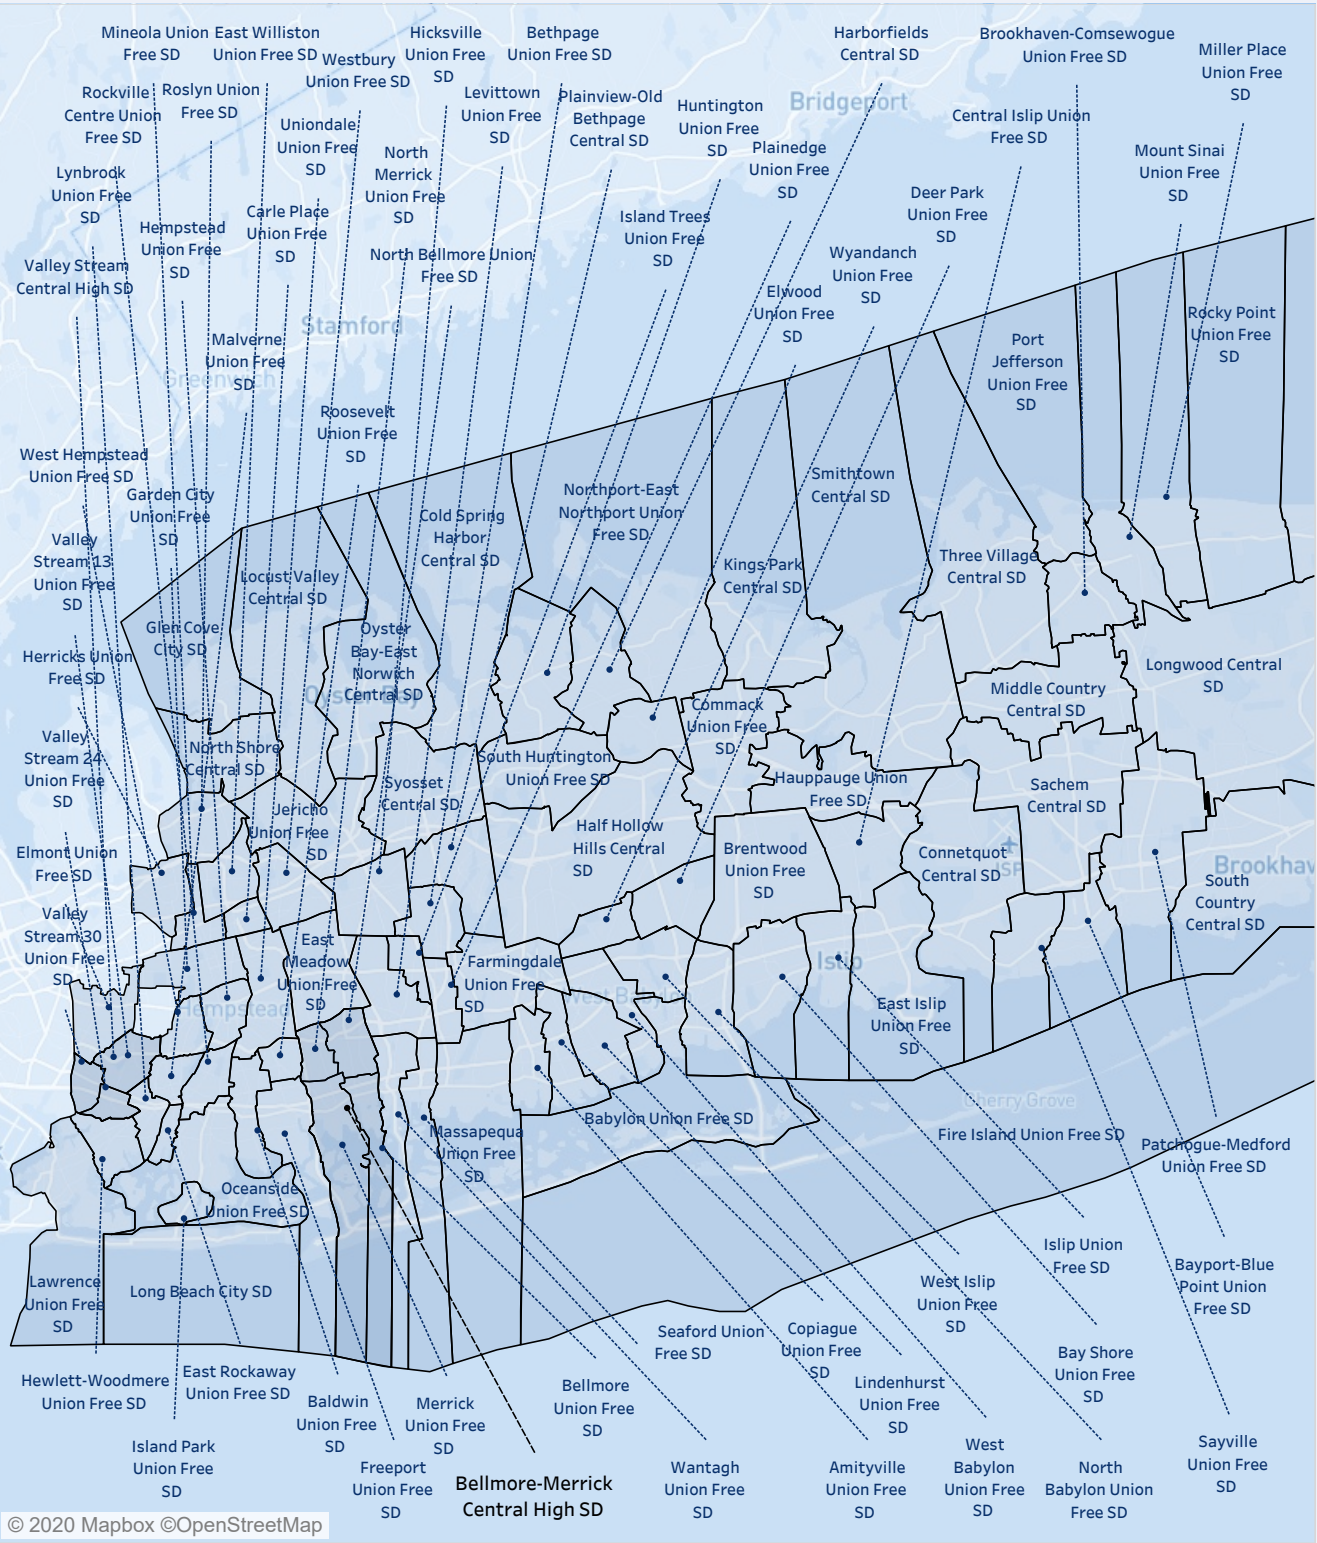 Mineola Union
Free SD
East Williston
Union Free SD
Hicksville
Union Free
SD
Bethpage
Union Free SD
Harborfields
Central SD
Brookhaven-Comsewogue
Union Free SD
Miller Place
Union Free
SD
Westbury
Union Free SD
Rockville
Centre Union
Free SD
Roslyn Union
Free SD
Levittown
Union Free
SD
Plainview-Old
Bethpage
Central SD
Huntington
Union Free
SD
Bridgeport
Central Islip Union
Free SD
Uniondale
Union Free
SD
North
Merrick
Union Free
SD
Plainedge
Union Free
SD
Mount Sinai
Union Free
SD
Lynbrook
Union Free
SD
Deer Park
Union Free
SD
Hempstead
Union Free
SD
Carle Place
Union Free
SD
Island Trees
Union Free
SD
Valley Stream
Central High SD
North Bellmore Union
Free SD
Wyandanch
Union Free
SD
Elwood
Union Free
SD
Stamford
Rocky Point
Union Free
SD
Malverne
Union Free
SD
Greenwich
Port
Jefferson
Union Free
SD
Roosevelt
Union Free
SD
West Hempstead
Union Free SD
Garden City
Union Free
SD
Smithtown
Central SD
Northport-East
Northport Union
Free SD
Cold Spring
Harbor
Central SD
Valley
Stream 13
Union Free
SD
Three Village
Central SD
Kings Park
Central SD
Locust Valley
Central SD
Glen Cove
City SD
Oyster
Bay-East
Norwich
Central SD
Oyster Bay
Herricks Union
Free SD
Longwood Central
SD
Middle Country
Central SD
Commack
Union Free
SD
Valley
Stream 24
Union Free
SD
North Shore
Central SD
South Huntington
Union Free SD
Syosset
Central SD
Hauppauge Union
Free SD
Sachem
Central SD
Jericho
Union Free
SD
Half Hollow
Hills Central
SD
Brentwood
Union Free
SD
Connetquot
Central SD
ISP
Elmont Union
Free SD
South
Country
Central SD
Valley
Stream 30
Union Free
SD
East
Meadow
Union Free
SD
Farmingdale
Union Free
SD
Islip
West Babylon
Hempstead
East Islip
Union Free
SD
Cherry Grove
Babylon Union Free SD
Massapequa
Union Free
SD
Fire Island Union Free SD
Patchogue-Medford
Union Free SD
Oceanside
Union Free SD
Islip Union
Free SD
Bayport-Blue
Point Union
Free SD
Lawrence
Union Free
SD
Long Beach City SD
West Islip
Union Free
SD
Seaford Union
Free SD
Copiague
Union Free
SD
Bay Shore
Union Free
SD
Hewlett-Woodmere
Union Free SD
East Rockaway
Union Free SD
Bellmore
Union Free
SD
Lindenhurst
Union Free
SD
Baldwin
Union Free
SD
Merrick
Union Free
SD
Island Park
Union Free
SD
Freeport
Union Free
SD
Bellmore-Merrick
Central High SD
Wantagh
Union Free
SD
Amityville
Union Free
SD
West
Babylon
Union Free
SD
North
Babylon Union
Free SD
Sayville
Union Free
SD
© 2020 Mapbox ©OpenStreetMap